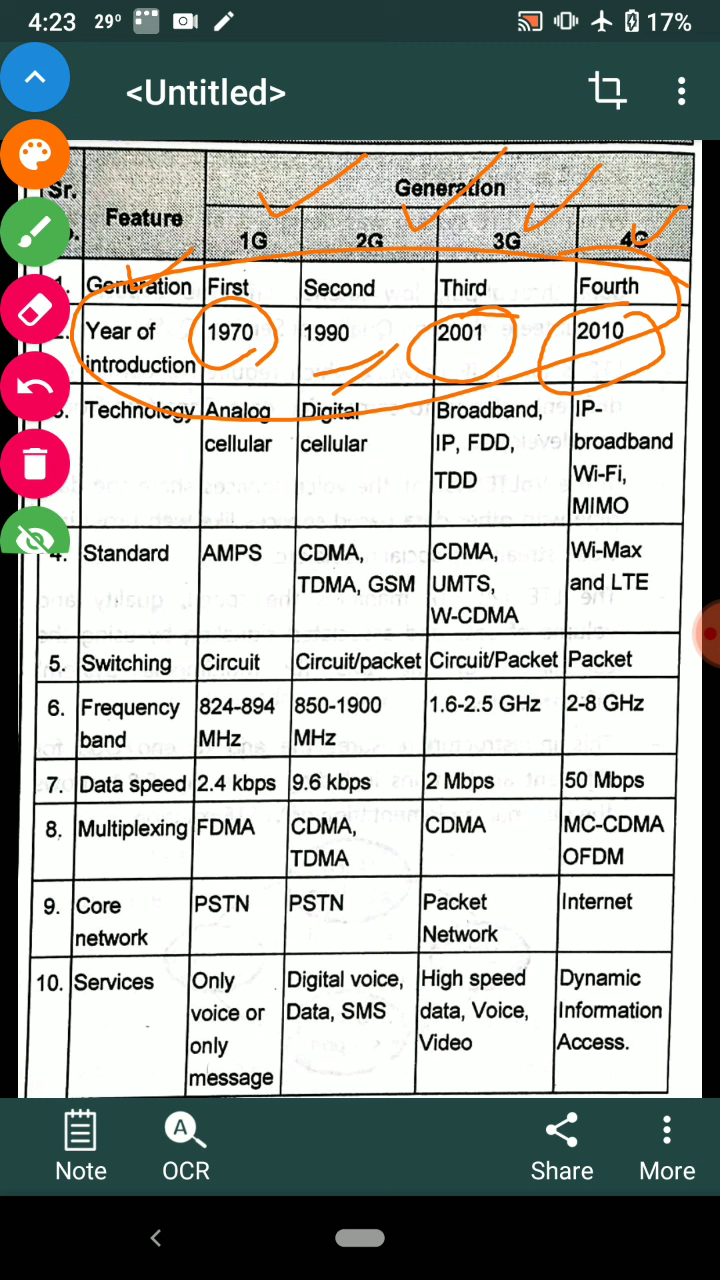 4:23 29° 17%
<Untitled>
Sr. Feature Generation
1G 2G 3G 4G
1. Generation First Second Third Fourth
2. Year of 1970 1990 2001 2010
introduction
3. Technology Analog Digital Broadband, IP-
cellular cellular IP, FDD, broadband
TDD Wi-Fi,
MIMO
4. Standard AMPS CDMA, CDMA, Wi-Max
TDMA, GSM UMTS, and LTE
W-CDMA
5. Switching Circuit Circuit/packet Circuit/Packet Packet
6. Frequency 824-894 850-1900 1.6-2.5 GHz 2-8 GHz
band MHz MHz
7. Data speed 2.4 kbps 9.6 kbps 2 Mbps 50 Mbps
8. Multiplexing FDMA CDMA, CDMA MC-CDMA
TDMA OFDM
9. Core PSTN PSTN Packet Internet
network Network
10. Services Only Digital voice, High speed Dynamic
voice or Data, SMS data, Voice, Information
only Video Access.
message
Note OCR Share More
A